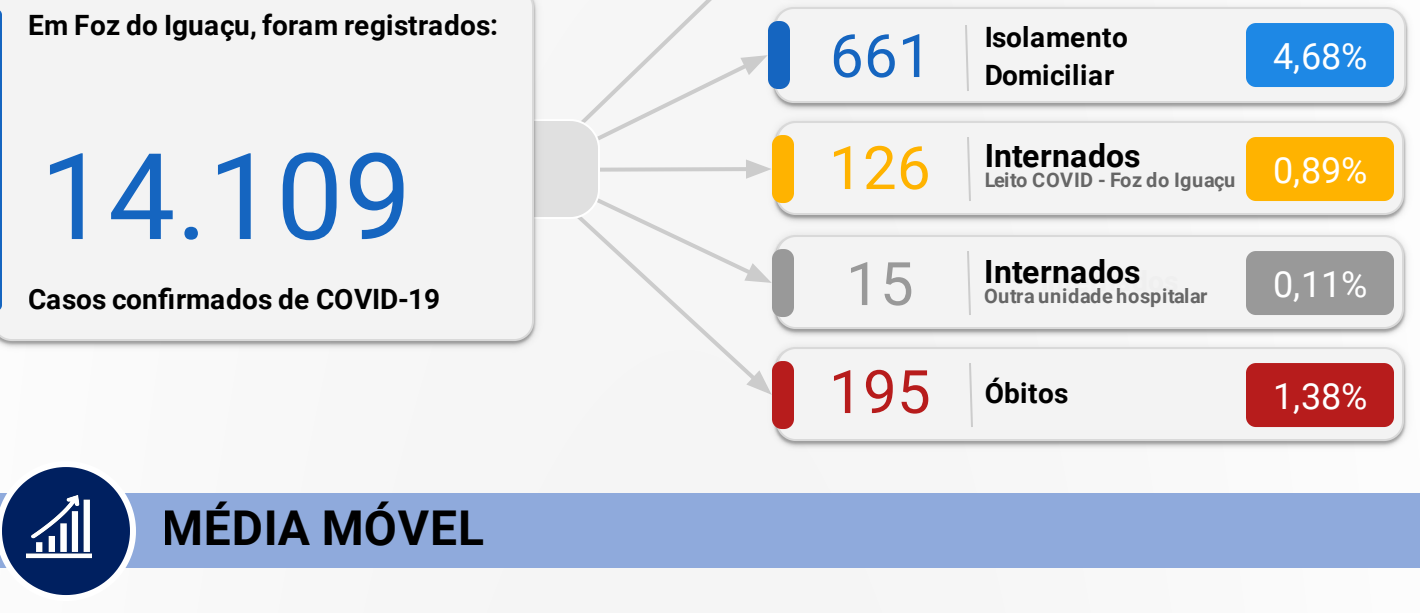 Em Foz do Iguaçu, foram registrados:
14.109
Casos confirmados de COVID-19
661
Isolamento
Domiciliar
4,68%
126
Internados
Leito COVID - Foz do Iguaçu
0,89%
15
Internados
Outra unidade hospitalar
0,11%
195
Óbitos
1,38%
MÉDIA MÓVEL